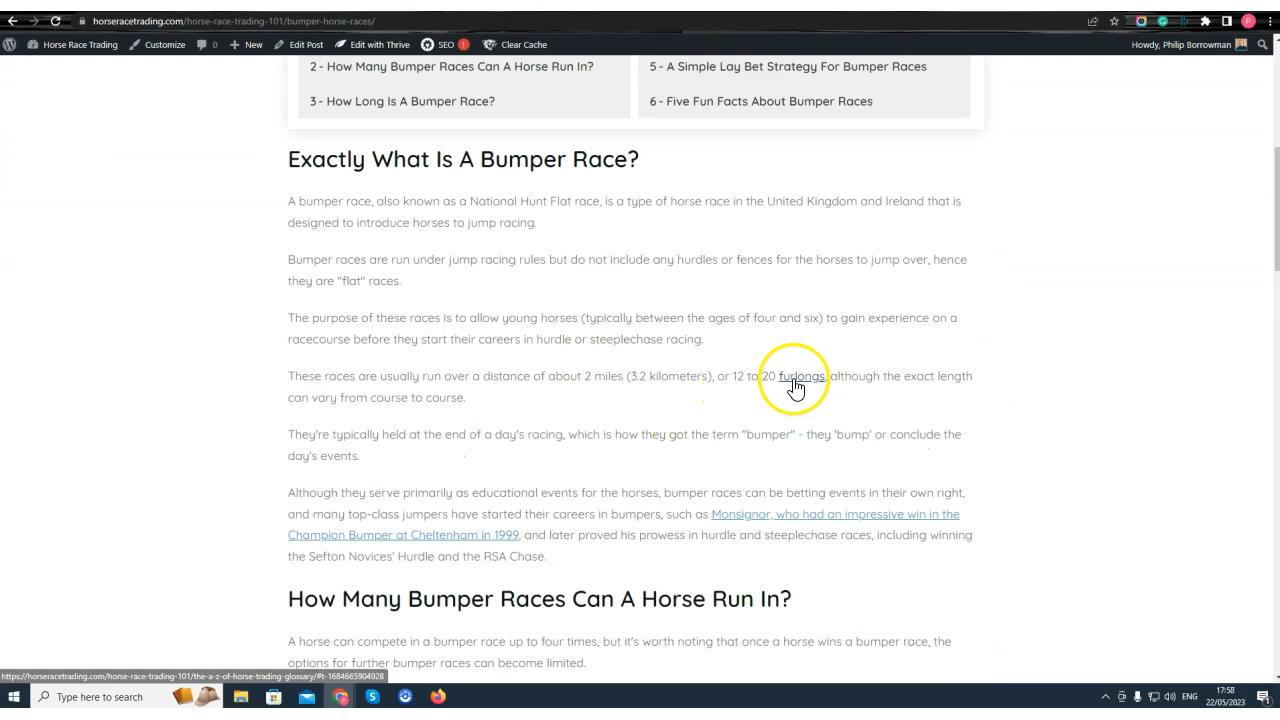 horseracetrading.com/horse-race-trading-101/bumper-horse-races/
Horse Race Trading Customize 0 New Edit Post Edit with Thrive SEO ! Clear Cache Howdy, Philip Borrowman
2 - How Many Bumper Races Can A Horse Run In?
5 - A Simple Lay Bet Strategy For Bumper Races
3 - How Long Is A Bumper Race?
6 - Five Fun Facts About Bumper Races
Exactly What Is A Bumper Race?
A bumper race, also known as a National Hunt Flat race, is a type of horse race in the United Kingdom and Ireland that is
designed to introduce horses to jump racing.
Bumper races are run under jump racing rules but do not include any hurdles or fences for the horses to jump over, hence
they are "flat" races.
The purpose of these races is to allow young horses (typically between the ages of four and six) to gain experience on a
racecourse before they start their careers in hurdle or steeplechase racing.
These races are usually run over a distance of about 2 miles (3.2 kilometers), or 12 to 20 furlongs, although the exact length
can vary from course to course.
They're typically held at the end of a day's racing, which is how they got the term "bumper" - they 'bump' or conclude the
day's events.
Although they serve primarily as educational events for the horses, bumper races can be betting events in their own right,
and many top-class jumpers have started their careers in bumpers, such as Monsignor, who had an impressive win in the
Champion Bumper at Cheltenham in 1999, and later proved his prowess in hurdle and steeplechase races, including winning
the Sefton Novices' Hurdle and the RSA Chase.
How Many Bumper Races Can A Horse Run In?
A horse can compete in a bumper race up to four times, but it's worth noting that once a horse wins a bumper race, the
options for further bumper races can become limited.
https://horseracetrading.com/horse-race-trading-101/the-a-z-of-horse-trading-glossary/#t-1684665904928
Type here to search
ENG
17:58
22/05/2023